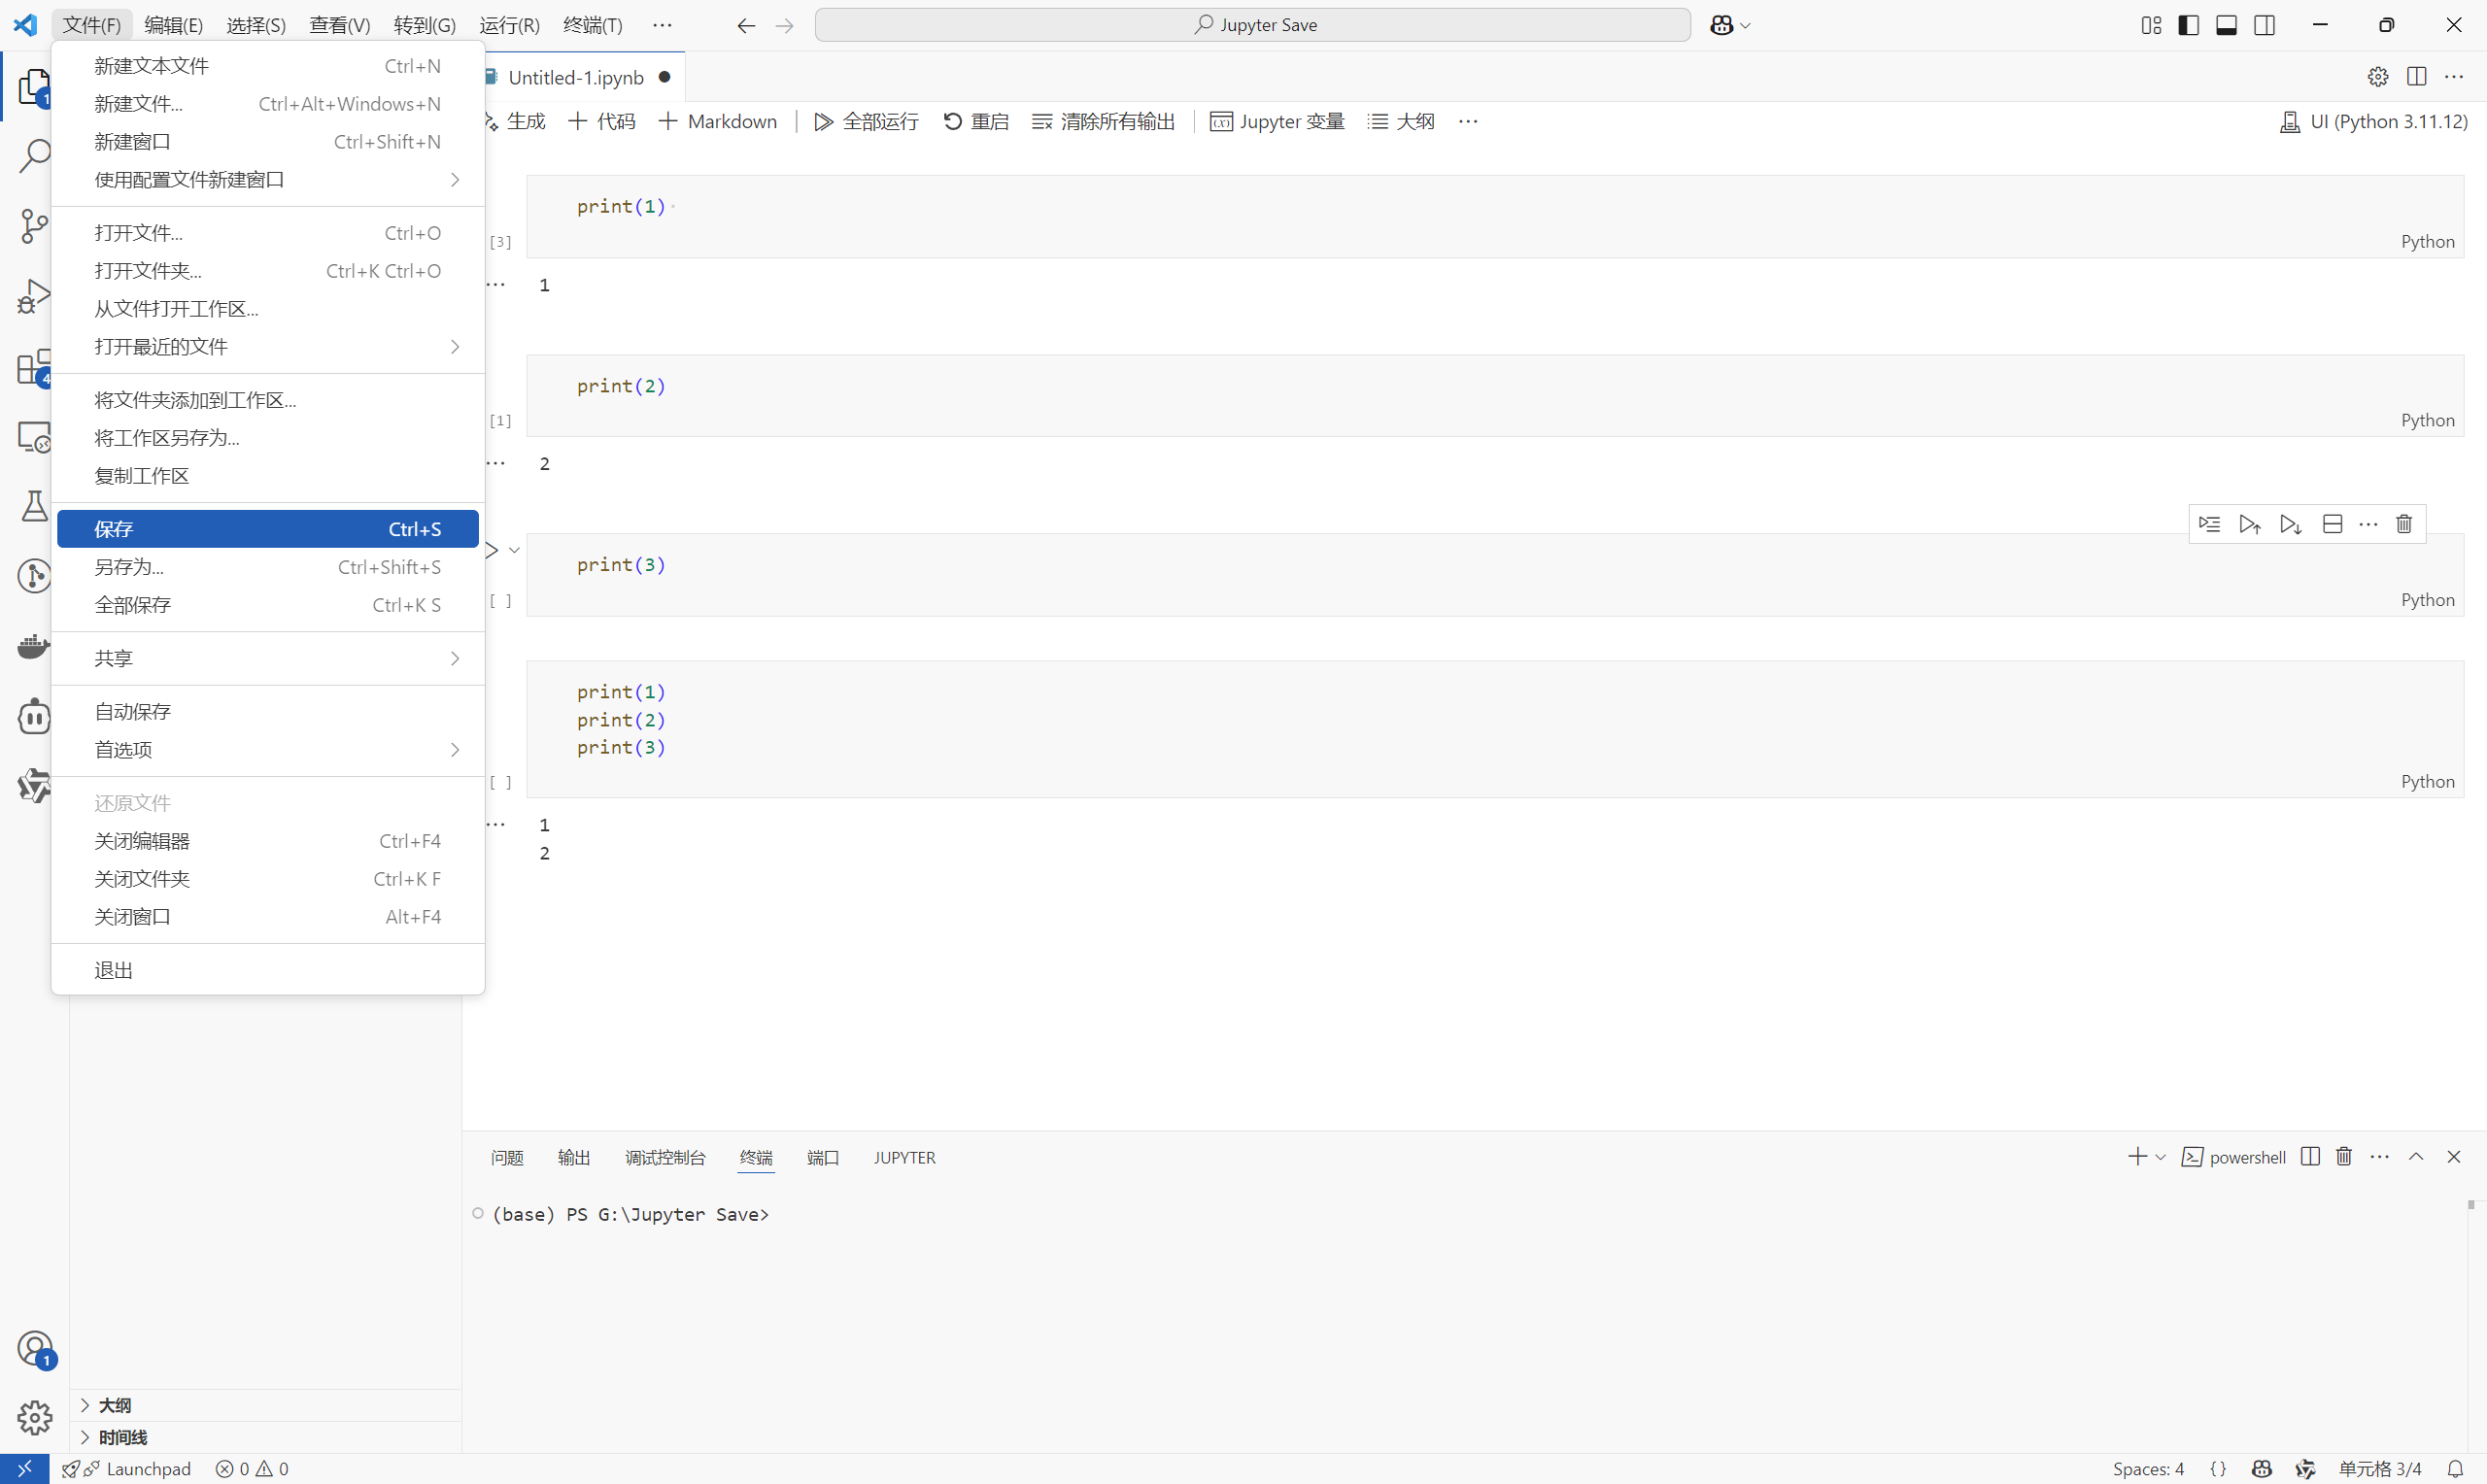 文件(F) 编辑(E) 选择(S) 查看(V) 转到(G) 运行(R) 终端(T) ··· Jupyter Save
新建文本文件 Ctrl+N
新建文件... Ctrl+Alt+Windows+N
新建窗口 Ctrl+Shift+N
使用配置文件新建窗口
打开文件... Ctrl+O
打开文件夹... Ctrl+K Ctrl+O
从文件打开工作区...
打开最近的文件
将文件夹添加到工作区...
将工作区另存为...
复制工作区
保存 Ctrl+S
另存为... Ctrl+Shift+S
全部保存 Ctrl+K S
共享
自动保存
首选项
还原文件
关闭编辑器 Ctrl+F4
关闭文件夹 Ctrl+K F
关闭窗口 Alt+F4
退出
1
4
Untitled-1.ipynb
生成 代码 Markdown 全部运行 重启 清除所有输出 Jupyter 变量 大纲 ··· UI (Python 3.11.12)
print(1)
[3] Python
1
print(2)
[1] Python
2
print(3)
[ ] Python
print(1)
print(2)
print(3)
[ ] Python
1
2
问题 输出 调试控制台 终端 端口 JUPYTER powershell
(base) PS G:\Jupyter Save>
1
大纲
时间线
Launchpad 0 0 Spaces: 4 {} 单元格 3/4